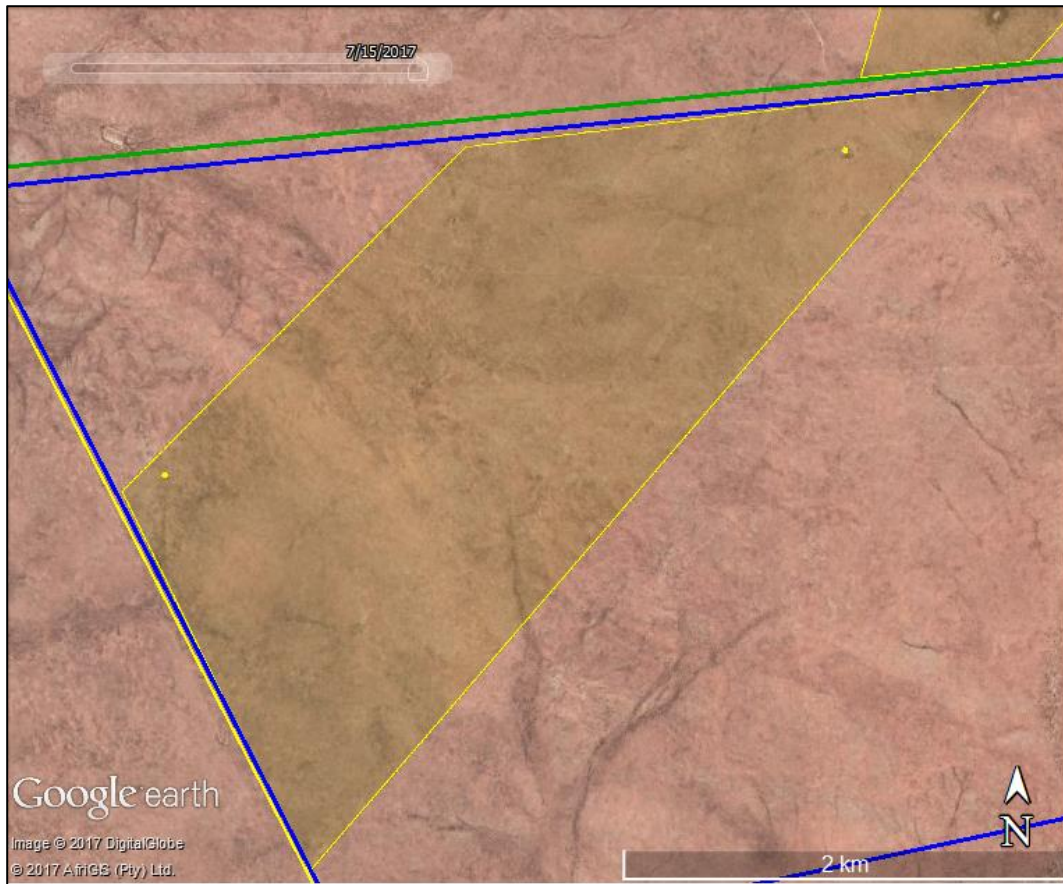 7/15/2017
Google earth
Image © 2017 DigitalGlobe
© 2017 AfriGIS (Pty) Ltd.
N
2 km